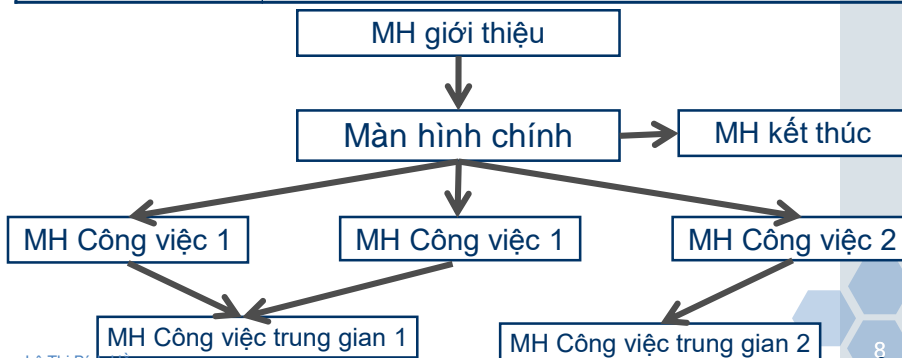 MH giới thiệu
Màn hình chính
MH kết thúc
MH Công việc 1
MH Công việc 1
MH Công việc 2
MH Công việc trung gian 1
MH Công việc trung gian 2
8